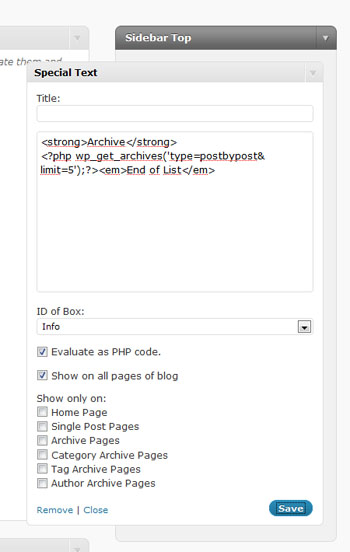 Sidebar Top
ate them and
Special Text
Title:
<strong>Archive</strong>
<?php wp_get_archives('type=postbypost&
limit=5');?><em>End of List</em>
ID of Box:
Info
Evaluate as PHP code.
Show on all pages of blog
Show only on:
Home Page
Single Post Pages
Archive Pages
Category Archive Pages
Tag Archive Pages
Author Archive Pages
Remove | Close
Save